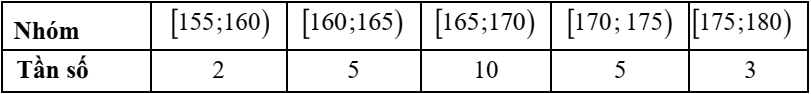 Nhóm [155;160) [160;165) [165;170) [170; 175) [175;180)
Tần số 2 5 10 5 3